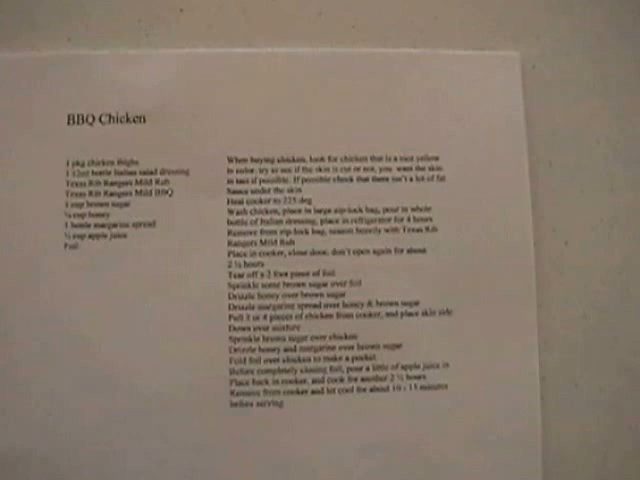 BBQ Chicken
1 pkg chicken thighs
1 12oz bottle Italian salad dressing
Texas Rib Rangers Mild Rub
Texas Rib Rangers Mild BBQ
1 cup brown sugar
honey
1 bottle margarine spread
apple juice
Foil
When buying chicken, look for chicken that is a nice yellow
in color, try to see if the skin is cut or not, you want the skin
in tact if possible. If possible check that there isn't a lot of fat
under the skin
Heat cooker to 225 deg
Wash chicken, place in large zip-lock bag, pour in whole
bottle of Italian dressing, place in refrigerator for 4 hours
Remove from zip-lock bag, season heavily with Texas Rib
Rangers Mild Rub
Place in cooker, close door, don't open again for about
2 ½ hours
Tear off a 2 foot piece of foil
Sprinkle some brown sugar over foil
Drizzle honey over brown sugar
Drizzle margarine spread over honey & brown sugar
Pull 3 or 4 pieces of chicken from cooker, and place skin side
Down over mixture
Sprinkle brown sugar over chicken
Drizzle honey and margarine over brown sugar
Fold foil over chicken to make a pocket
Before completely closing foil, pour a little of apple juice in
Place back in cooker, and cook for another 2 ½ hours
Remove from cooker and let cool for about 10 - 15 minutes
before serving